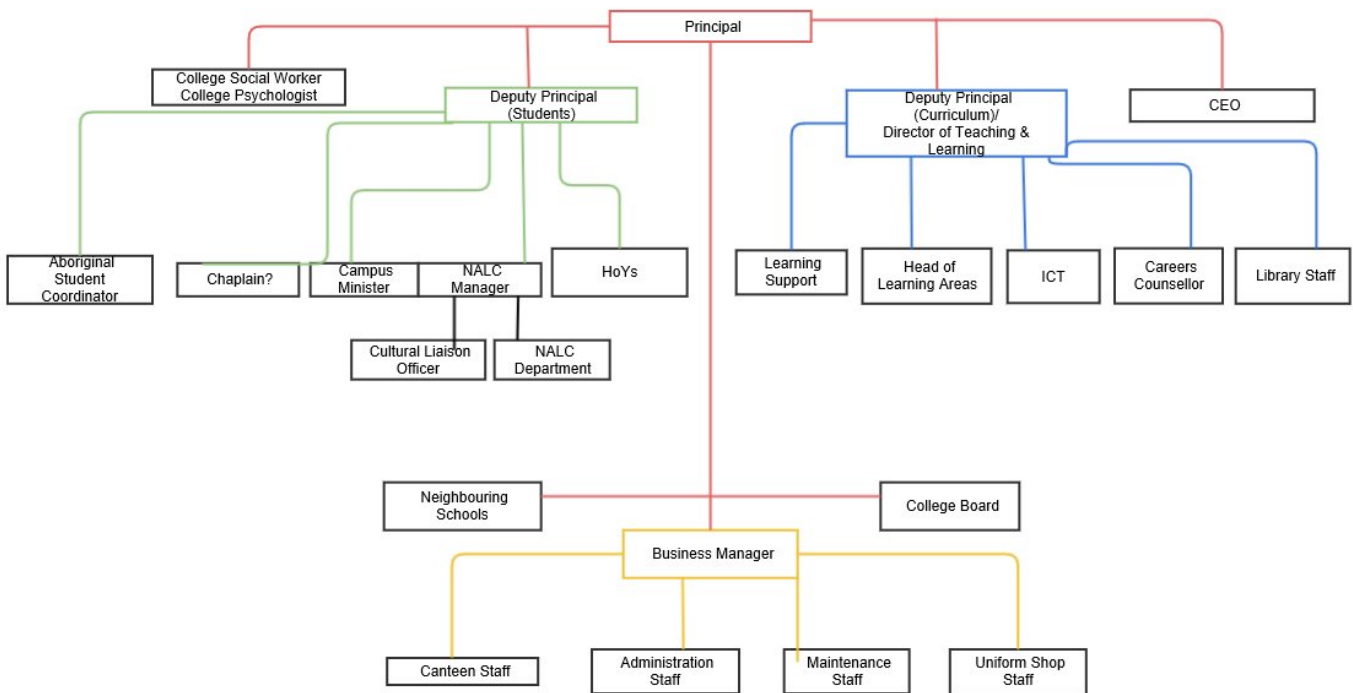 Principal
College Social Worker
College Psychologist
Deputy Principal
(Students)
Deputy Principal
(Curriculum)/
Director of Teaching &
Learning
CEO
Aboriginal
Student
Coordinator
Chaplain?
Campus
Minister
NALC
Manager
HoYs
Learning
Support
Head of
Learning Areas
ICT
Careers
Counsellor
Library Staff
Cultural Liaison
Officer
NALC
Department
Neighbouring
Schools
College Board
Business Manager
Canteen Staff
Administration
Staff
Maintenance
Staff
Uniform Shop
Staff